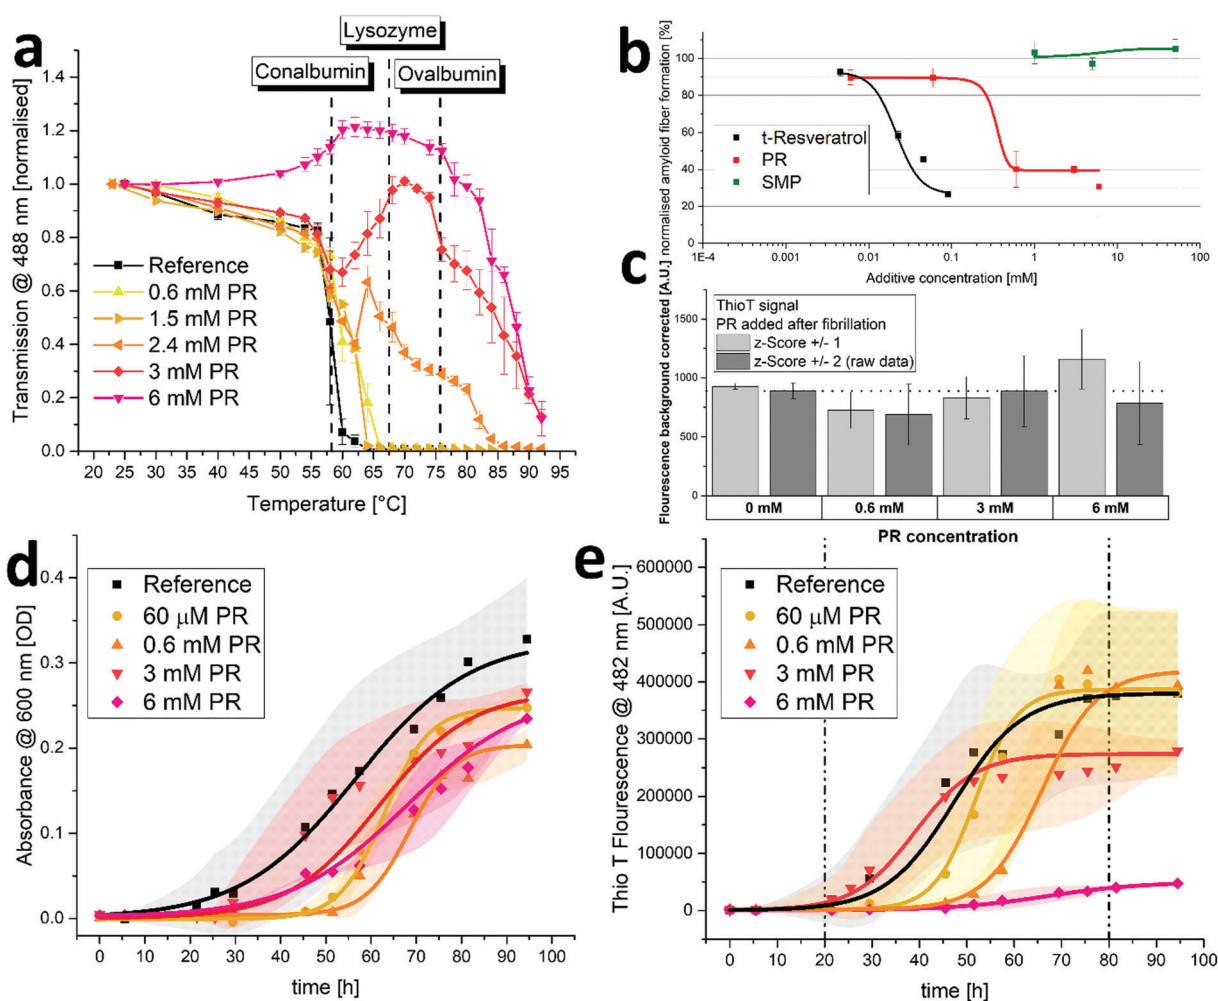 a
Lysozyme
Conalbumin
Ovalbumin
Transmission @ 488 nm [normalised]
1.4
1.2
1.0
0.8
0.6
0.4
0.2
0.0
Reference
0.6 mM PR
1.5 mM PR
2.4 mM PR
3 mM PR
6 mM PR
20 25 30 35 40 45 50 55 60 65 70 75 80 85 90 95
Temperature [°C]
b
normalised amyloid fiber formation [%]
100
80
60
40
20
0
t-Resveratrol
PR
SMP
1E-4 0.001 0.01 0.1 1 10 100
Additive concentration [mM]
c
Flourescence background corrected [A.U.]
1500
1000
500
0
ThioT signal
PR added after fibrillation
z-Score +/- 1
z-Score +/- 2 (raw data)
0 mM 0.6 mM 3 mM 6 mM
PR concentration
d
Absorbance @ 600 nm [OD]
0.4
0.3
0.2
0.1
0.0
Reference
60 μM PR
0.6 mM PR
3 mM PR
6 mM PR
0 10 20 30 40 50 60 70 80 90 100
time [h]
e
Thio T Flourescence @ 482 nm [A.U.]
600000
500000
400000
300000
200000
100000
0
Reference
60 μM PR
0.6 mM PR
3 mM PR
6 mM PR
0 10 20 30 40 50 60 70 80 90 100
time [h]